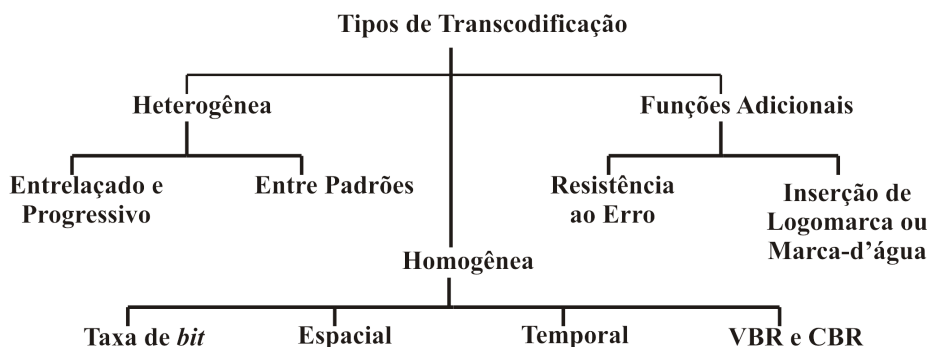 Tipos de Transcodificação
Heterogênea
Funções Adicionais
Entrelaçado e
Progressivo
Entre Padrões
Resistência
ao Erro
Inserção de
Logomarca ou
Marca-d'água
Homogênea
Taxa de bit
Espacial
Temporal
VBR e CBR